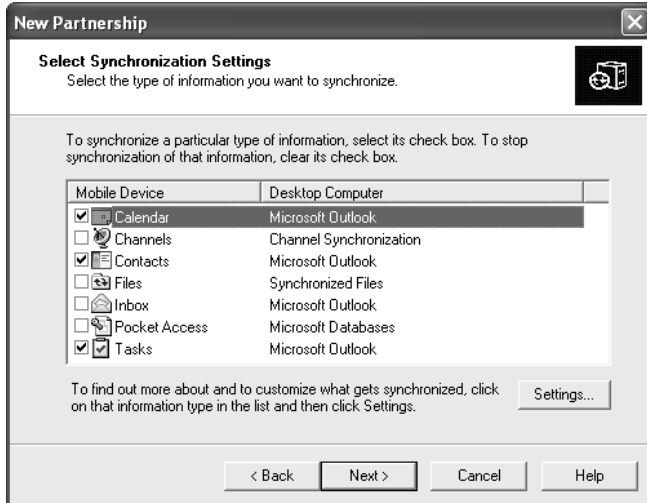 New Partnership
Select Synchronization Settings
Select the type of information you want to synchronize.
To synchronize a particular type of information, select its check box. To stop
synchronization of that information, clear its check box.
Mobile Device Desktop Computer
Calendar Microsoft Outlook
Channels Channel Synchronization
Contacts Microsoft Outlook
Files Synchronized Files
Inbox Microsoft Outlook
Pocket Access Microsoft Databases
Tasks Microsoft Outlook
To find out more about and to customize what gets synchronized, click
on that information type in the list and then click Settings.
Settings...
< Back Next > Cancel Help